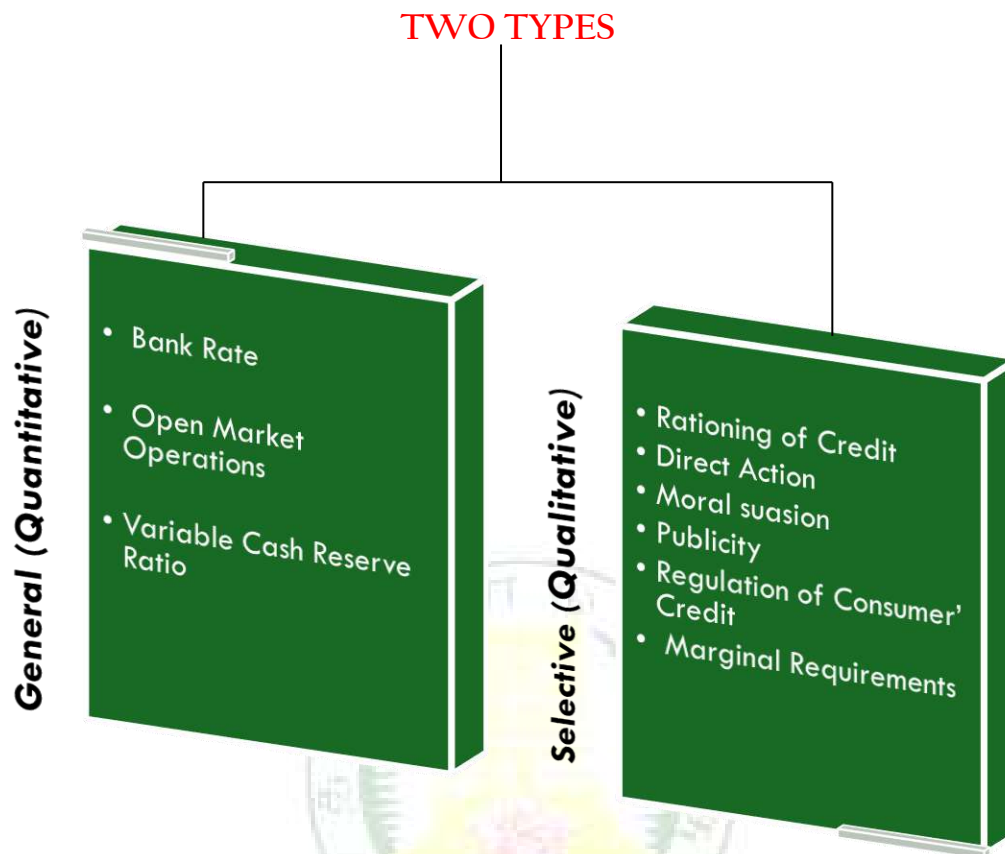 TWO TYPES
General (Quantitative)
• Bank Rate
• Open Market
Operations
• Variable Cash Reserve
Ratio
Selective (Qualitative)
• Rationing of Credit
• Direct Action
• Moral suasion
• Publicity
• Regulation of Consumer’
Credit
• Marginal Requirements